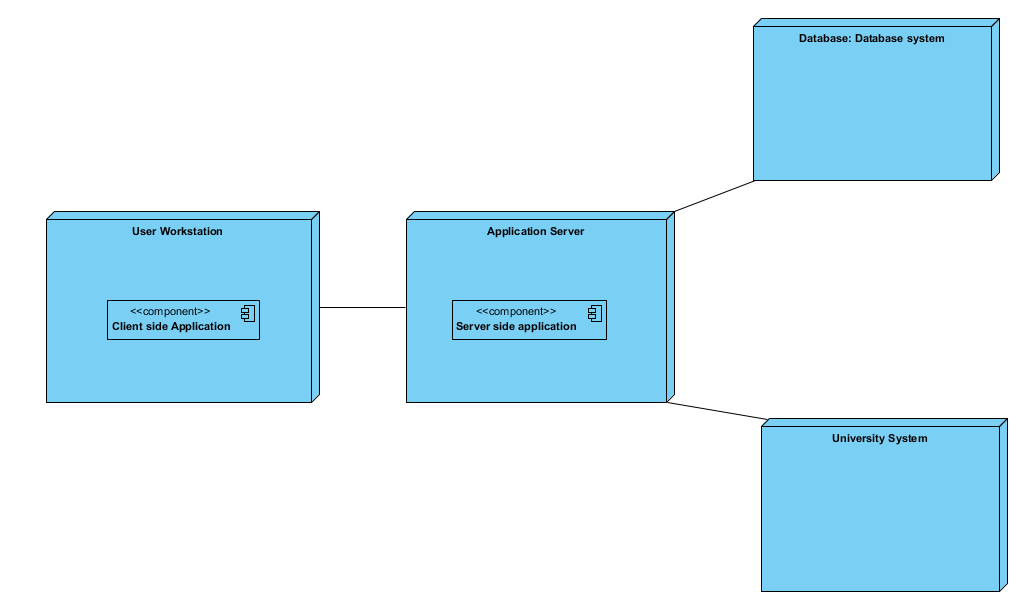 Database: Database system
User Workstation
<<component>>
Client side Application
Application Server
<<component>>
Server side application
University System